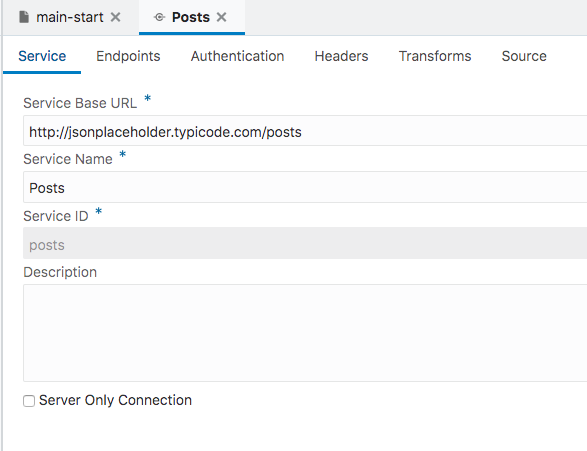 main-start Posts
Service Endpoints Authentication Headers Transforms Source
Service Base URL *
http://jsonplaceholder.typicode.com/posts
Service Name *
Posts
Service ID *
posts
Description
Server Only Connection